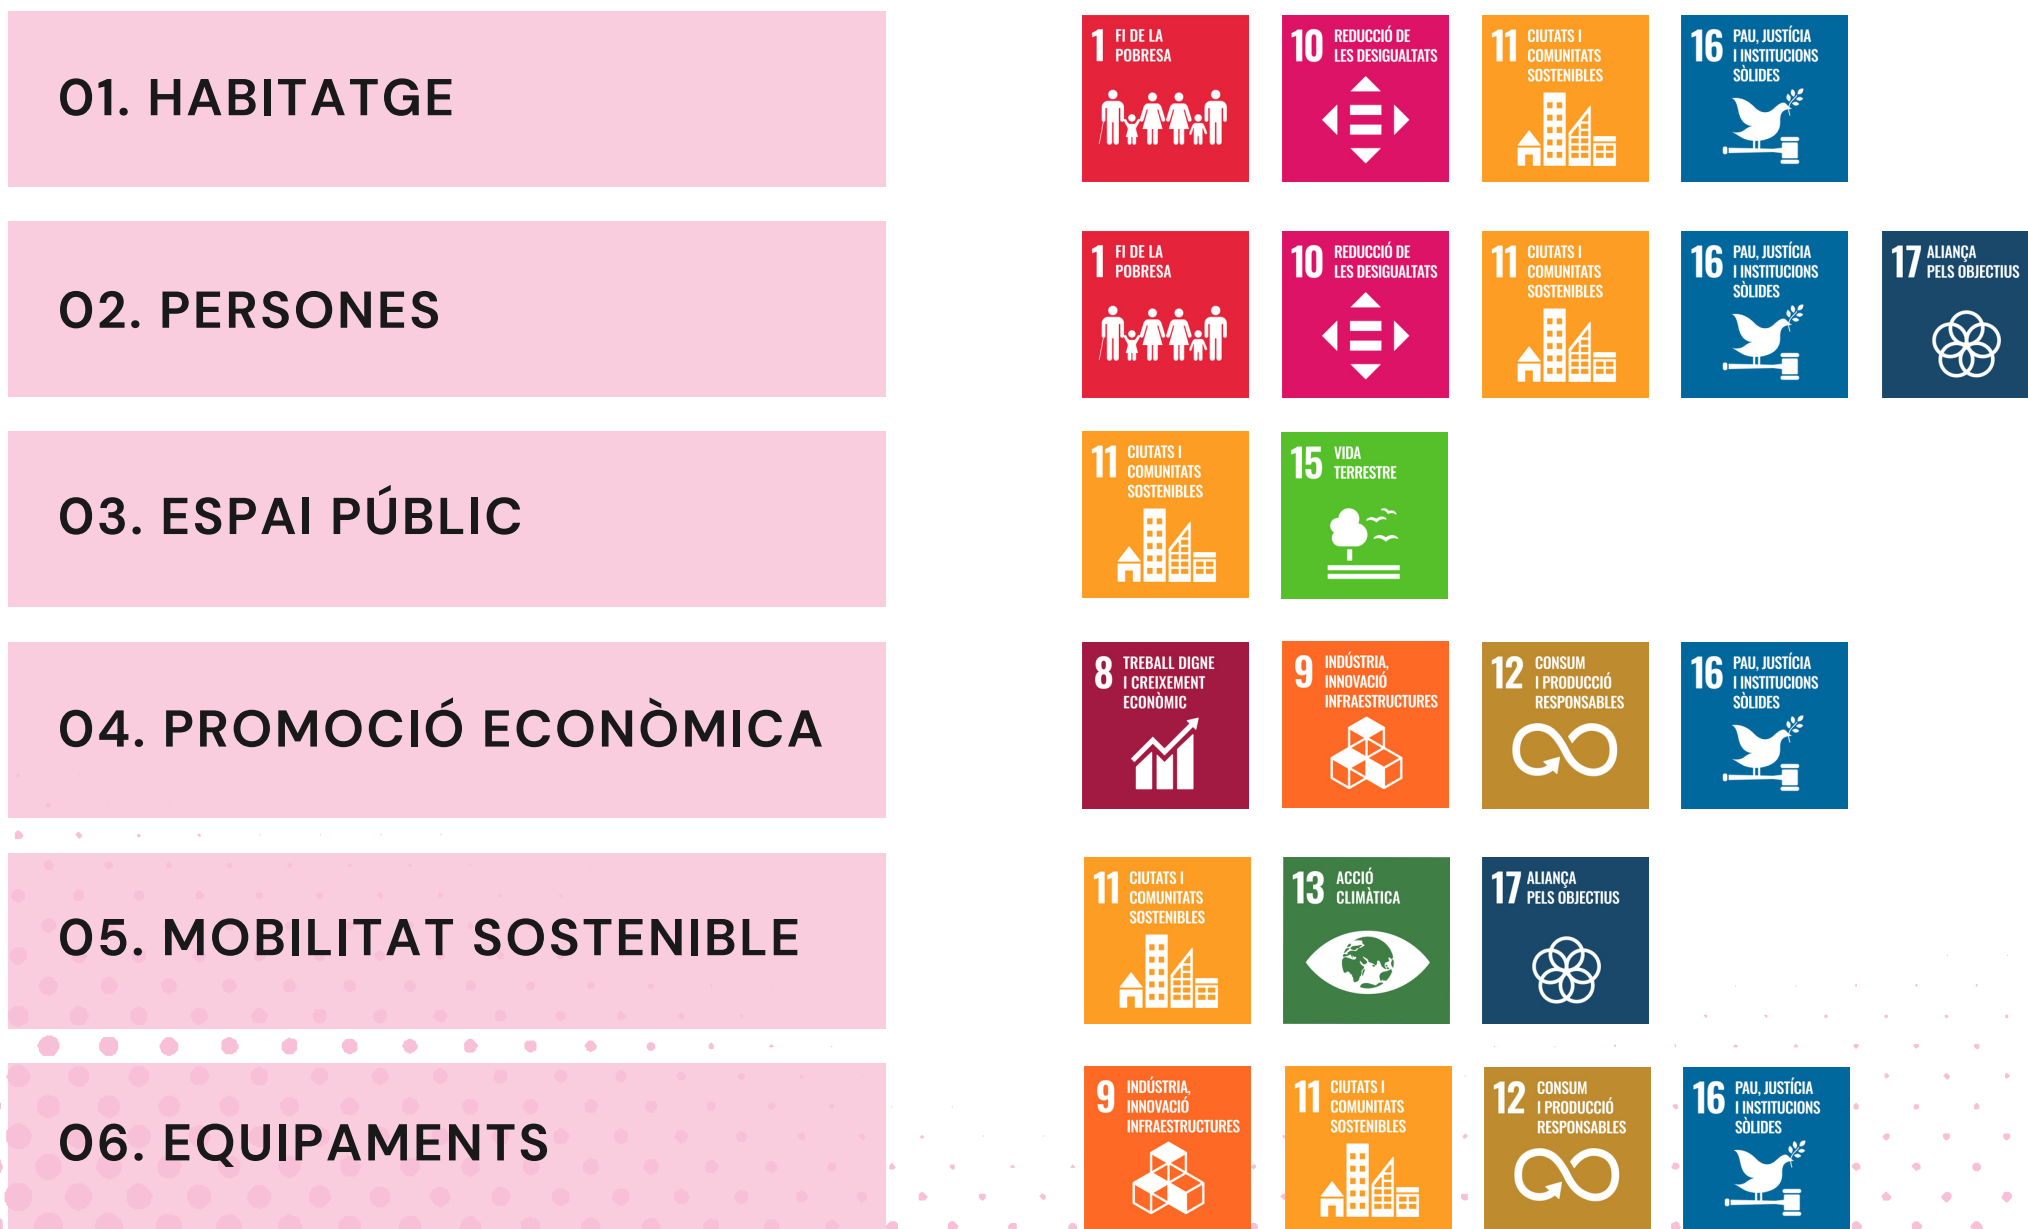 01. HABITATGE
1 FI DE LA
POBRESA
10 REDUCCIÓ DE
LES DESIGUALTATS
11 CIUTATS I
COMUNITATS
SOSTENIBLES
16 PAU, JUSTÍCIA
I INSTITUCIONS
SÒLIDES
02. PERSONES
1 FI DE LA
POBRESA
10 REDUCCIÓ DE
LES DESIGUALTATS
11 CIUTATS I
COMUNITATS
SOSTENIBLES
16 PAU, JUSTÍCIA
I INSTITUCIONS
SÒLIDES
17 ALIANÇA
PELS OBJECTIUS
03. ESPAI PÚBLIC
11 CIUTATS I
COMUNITATS
SOSTENIBLES
15 VIDA
TERRESTRE
04. PROMOCIÓ ECONÒMICA
8 TREBALL DIGNE
I CREIXEMENT
ECONÒMIC
9 INDÚSTRIA,
INNOVACIÓ
INFRAESTRUCTURES
12 CONSUM
I PRODUCCIÓ
RESPONSABLES
16 PAU, JUSTÍCIA
I INSTITUCIONS
SÒLIDES
05. MOBILITAT SOSTENIBLE
11 CIUTATS I
COMUNITATS
SOSTENIBLES
13 ACCIÓ
CLIMÀTICA
17 ALIANÇA
PELS OBJECTIUS
06. EQUIPAMENTS
9 INDÚSTRIA,
INNOVACIÓ
INFRAESTRUCTURES
11 CIUTATS I
COMUNITATS
SOSTENIBLES
12 CONSUM
I PRODUCCIÓ
RESPONSABLES
16 PAU, JUSTÍCIA
I INSTITUCIONS
SÒLIDES